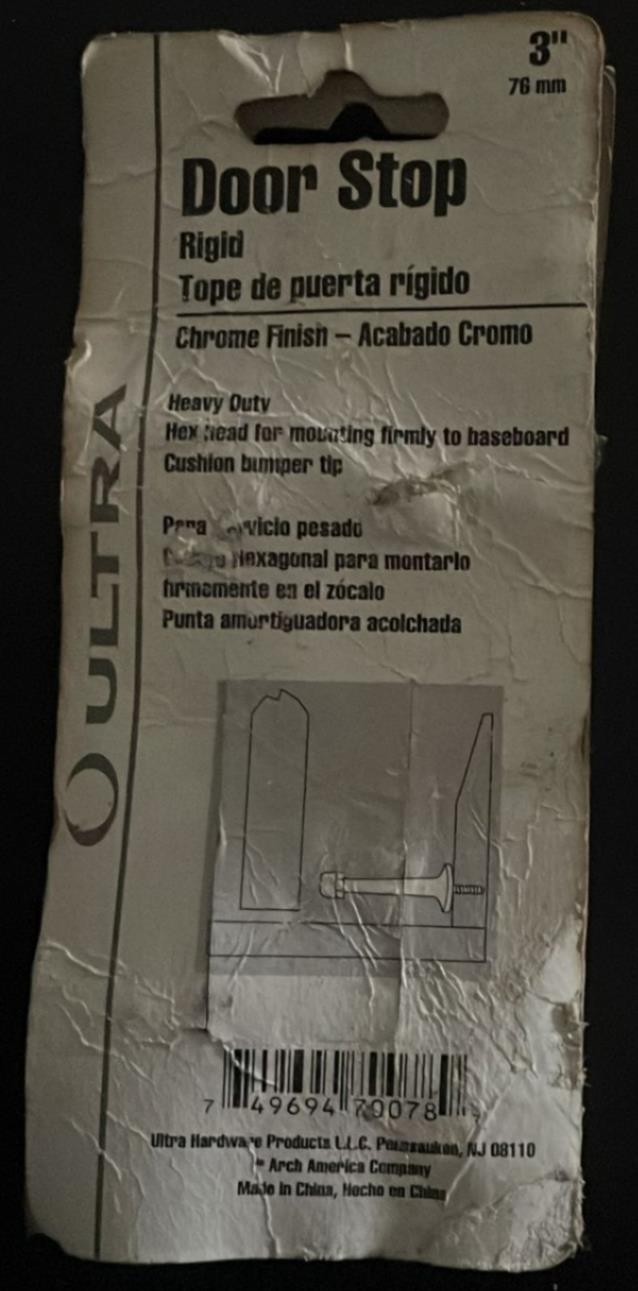 3"
76 mm
Door Stop
Rigid
Tope de puerta rígido
Chrome Finish – Acabado Cromo
Heavy Duty
Hex head for mounting firmly to baseboard
Cushion bumper tip
Para pesado
Hexagonal para montarlo
firmemente en el zócalo
Punta amortiguadora acolchada
ULTRA
7 49694 70078
Ultra Hardware Products L.L.C. Pennsauken, NJ 08110
Arch America Company
Made in China, Hecho en China